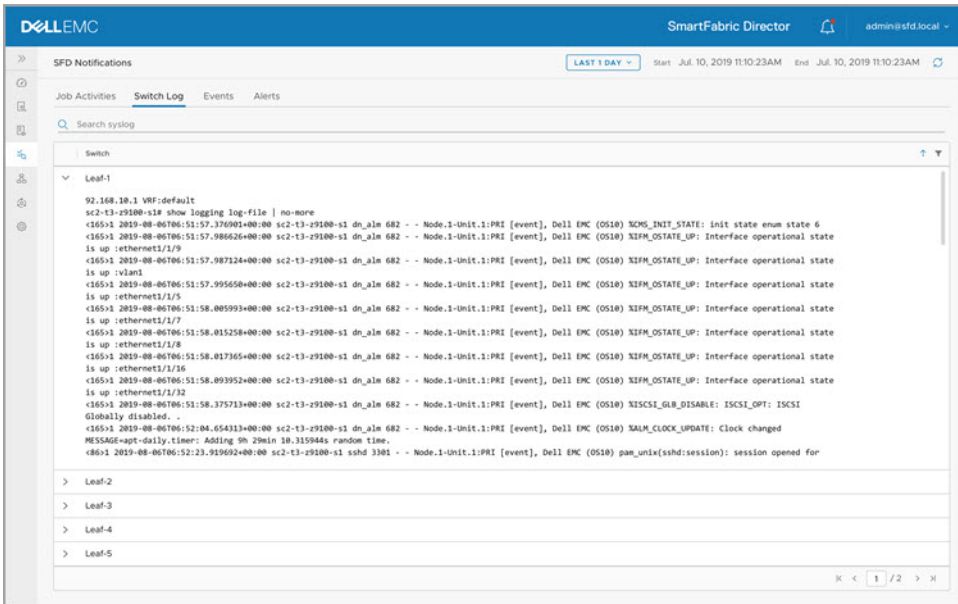 DELLEMC
SmartFabric Director
admin@sfd.local
SFD Notifications
LAST 1 DAY
Start Jul. 10, 2019 11:10:23AM End Jul. 10, 2019 11:10:23AM
Job Activities Switch Log Events Alerts
Search syslog
Switch
Leaf-1
92.168.10.1 VRF:default
sc2-t3-z9100-s1# show logging log-file | no-more
<165>1 2019-08-06T06:51:57.376901+00:00 sc2-t3-z9100-s1 dn_alm 682 - - Node.1-Unit.1:PRI [event], Dell EMC (OS10) %CMS_INIT_STATE: init state enum state 6
<165>1 2019-08-06T06:51:57.986626+00:00 sc2-t3-z9100-s1 dn_alm 682 - - Node.1-Unit.1:PRI [event], Dell EMC (OS10) %IFM_OSTATE_UP: Interface operational state
is up :ethernet1/1/9
<165>1 2019-08-06T06:51:57.987124+00:00 sc2-t3-z9100-s1 dn_alm 682 - - Node.1-Unit.1:PRI [event], Dell EMC (OS10) %IFM_OSTATE_UP: Interface operational state
is up :vlan1
<165>1 2019-08-06T06:51:57.995650+00:00 sc2-t3-z9100-s1 dn_alm 682 - - Node.1-Unit.1:PRI [event], Dell EMC (OS10) %IFM_OSTATE_UP: Interface operational state
is up :ethernet1/1/5
<165>1 2019-08-06T06:51:58.005993+00:00 sc2-t3-z9100-s1 dn_alm 682 - - Node.1-Unit.1:PRI [event], Dell EMC (OS10) %IFM_OSTATE_UP: Interface operational state
is up :ethernet1/1/7
<165>1 2019-08-06T06:51:58.015258+00:00 sc2-t3-z9100-s1 dn_alm 682 - - Node.1-Unit.1:PRI [event], Dell EMC (OS10) %IFM_OSTATE_UP: Interface operational state
is up :ethernet1/1/8
<165>1 2019-08-06T06:51:58.017365+00:00 sc2-t3-z9100-s1 dn_alm 682 - - Node.1-Unit.1:PRI [event], Dell EMC (OS10) %IFM_OSTATE_UP: Interface operational state
is up :ethernet1/1/16
<165>1 2019-08-06T06:51:58.093952+00:00 sc2-t3-z9100-s1 dn_alm 682 - - Node.1-Unit.1:PRI [event], Dell EMC (OS10) %IFM_OSTATE_UP: Interface operational state
is up :ethernet1/1/32
<165>1 2019-08-06T06:51:58.375713+00:00 sc2-t3-z9100-s1 dn_alm 682 - - Node.1-Unit.1:PRI [event], Dell EMC (OS10) %ISCSI_GLB_DISABLE: ISCSI_OPT: ISCSI
Globally disabled. .
<165>1 2019-08-06T06:52:04.654313+00:00 sc2-t3-z9100-s1 dn_alm 682 - - Node.1-Unit.1:PRI [event], Dell EMC (OS10) %ALM_CLOCK_UPDATE: Clock changed
MESSAGE=apt-daily.timer: Adding 9h 29min 10.315944s random time.
<86>1 2019-08-06T06:52:23.919692+00:00 sc2-t3-z9100-s1 sshd 3301 - - Node.1-Unit.1:PRI [event], Dell EMC (OS10) pam_unix(sshd:session): session opened for
Leaf-2
Leaf-3
Leaf-4
Leaf-5
1 / 2